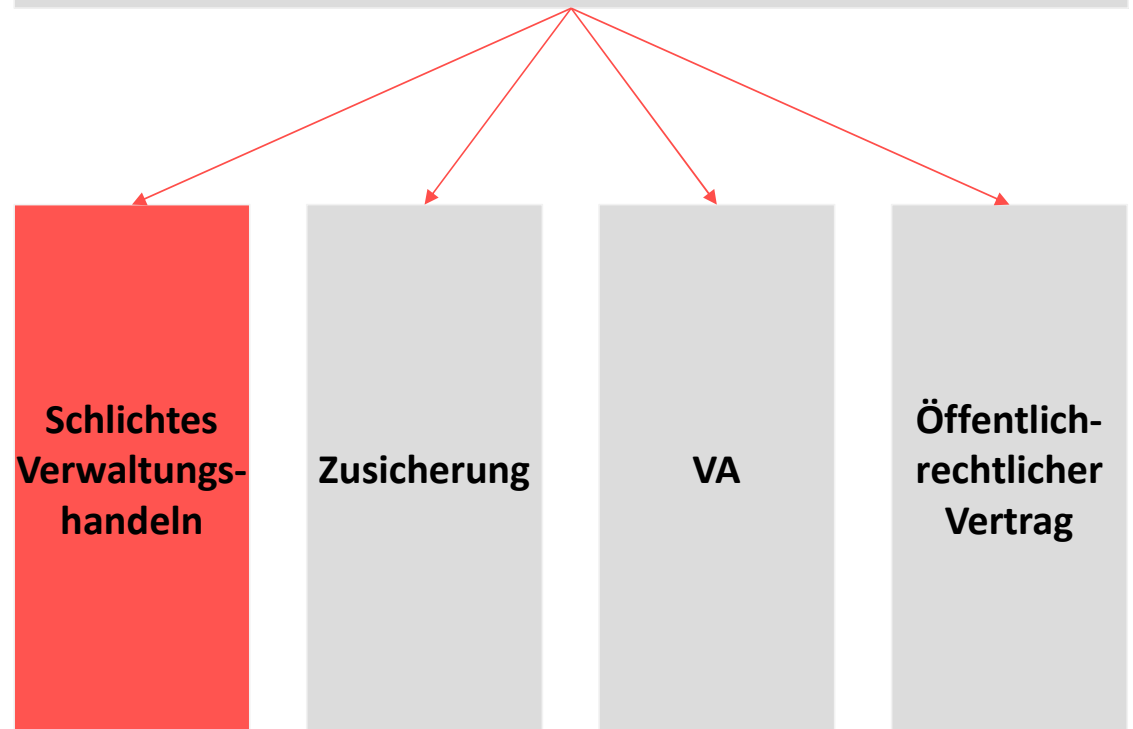 Schlichtes
Verwaltungs-
handeln
Zusicherung
VA
Öffentlich-
rechtlicher
Vertrag